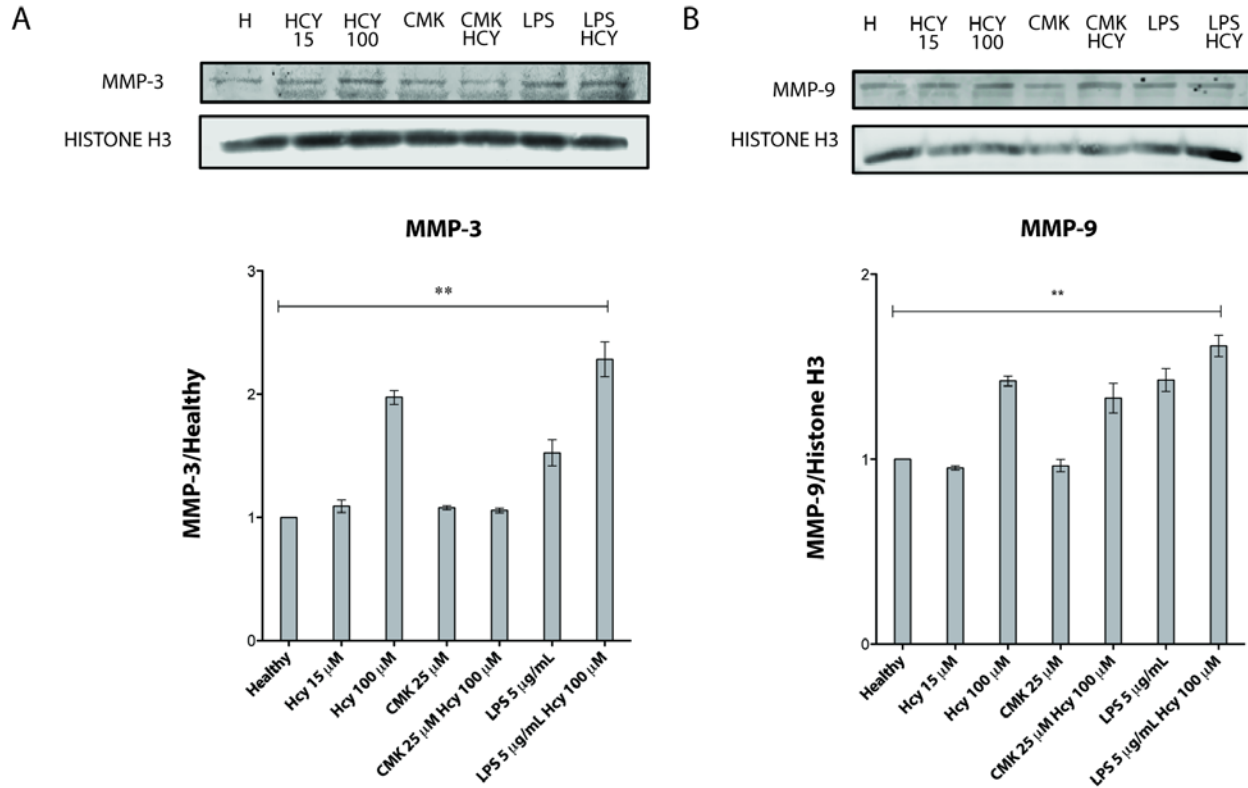 A
H HCY 15 HCY 100 CMK CMK HCY LPS LPS HCY
MMP-3
HISTONE H3
MMP-3
MMP-3/Healthy
3
**
2
1
0
Healthy
Hcy 15 μM
Hcy 100 μM
CMK 25 μM
CMK 25 μM Hcy 100 μM
LPS 5 μg/mL
LPS 5 μg/mL Hcy 100 μM
B
H HCY 15 HCY 100 CMK CMK HCY LPS LPS HCY
MMP-9
HISTONE H3
MMP-9
MMP-9/Histone H3
2
**
1
0
Healthy
Hcy 15 μM
Hcy 100 μM
CMK 25 μM
CMK 25 μM Hcy 100 μM
LPS 5 μg/mL
LPS 5 μg/mL Hcy 100 μM